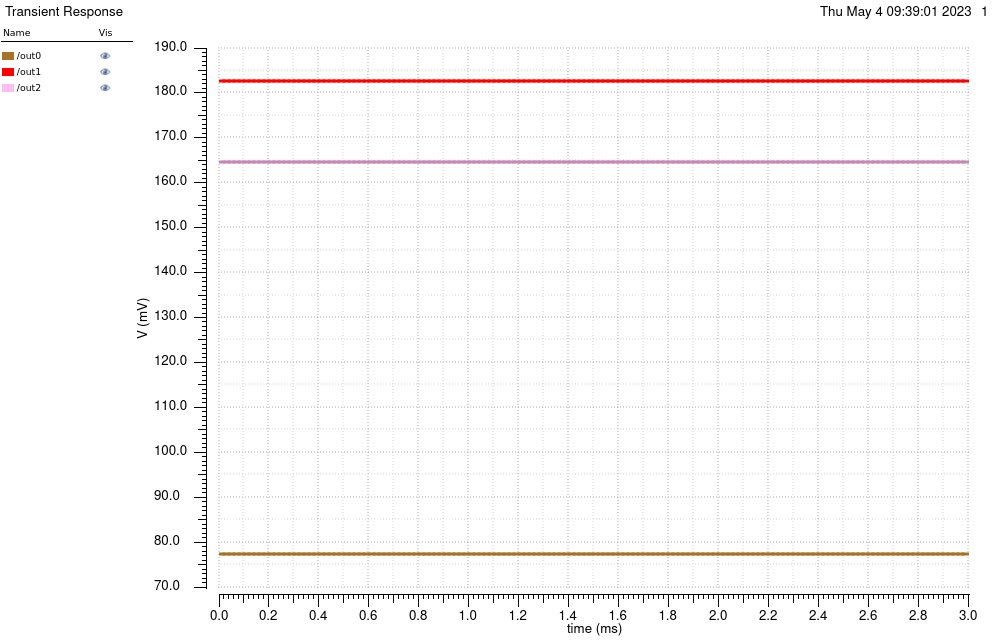 Transient Response
Thu May 4 09:39:01 2023 1
Name Vis
/out0
/out1
/out2
190.0
180.0
170.0
160.0
150.0
140.0
130.0
120.0
110.0
100.0
90.0
80.0
70.0
V (mV)
0.0 0.2 0.4 0.6 0.8 1.0 1.2 1.4 1.6 1.8 2.0 2.2 2.4 2.6 2.8 3.0
time (ms)